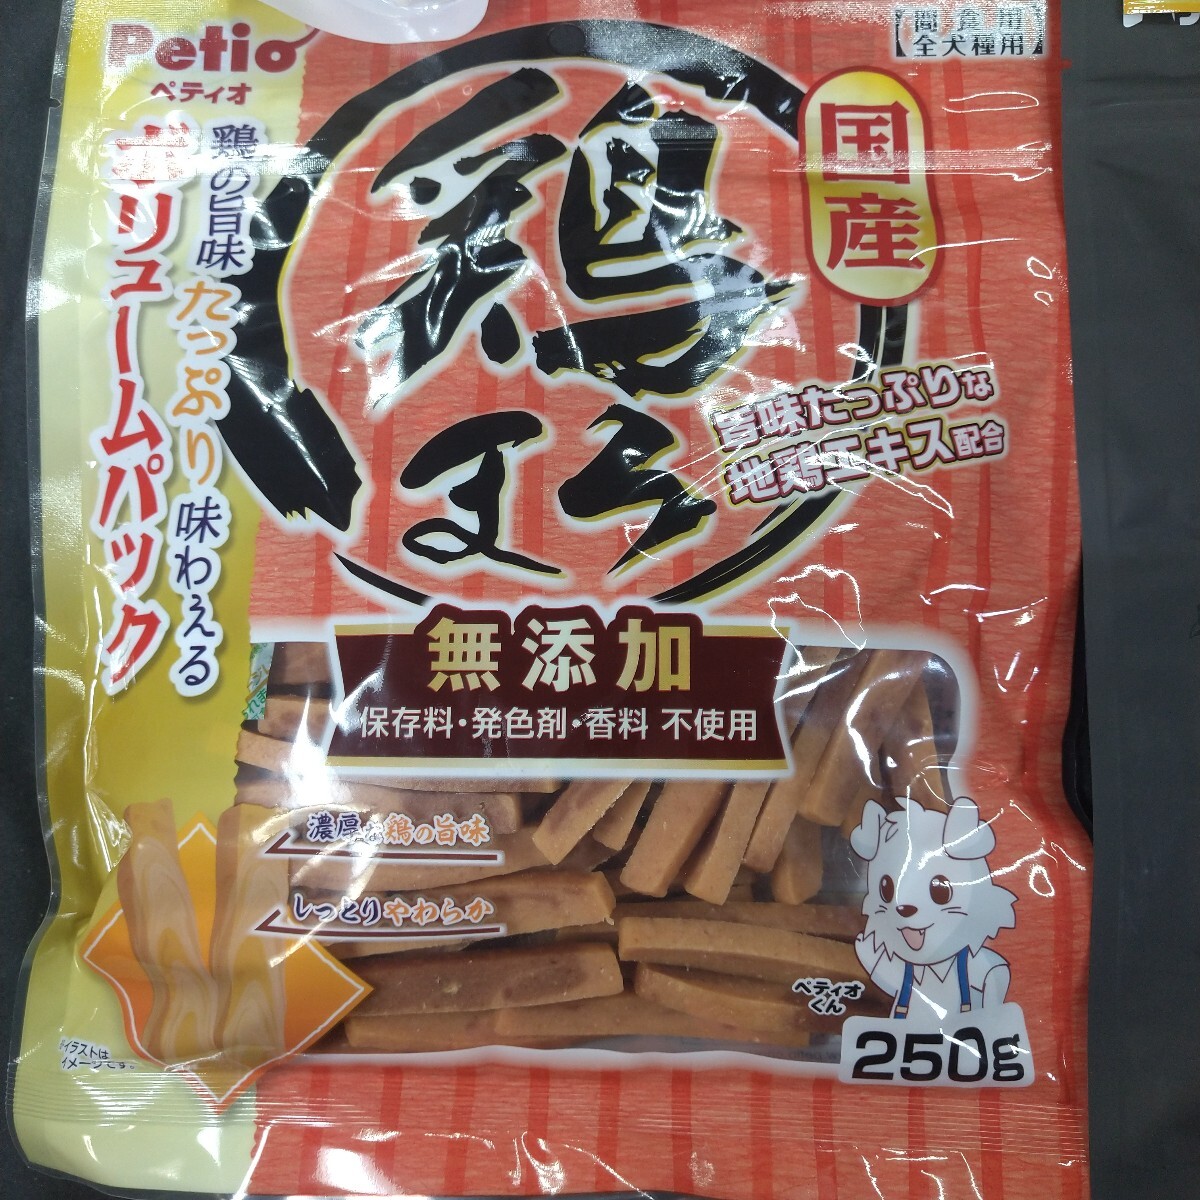 Petio
ペティオ
【間食用
全犬種用】
国産
鶏
まろ
旨味たっぷりな
地鶏エキス配合
鶏の旨味たっぷり味わえる
ボリュームパック
無添加
保存料・発色剤・香料 不使用
濃厚な鶏の旨味
しっとりやわらか
ペティオ
くん
250g
※イラストは
イメージです。